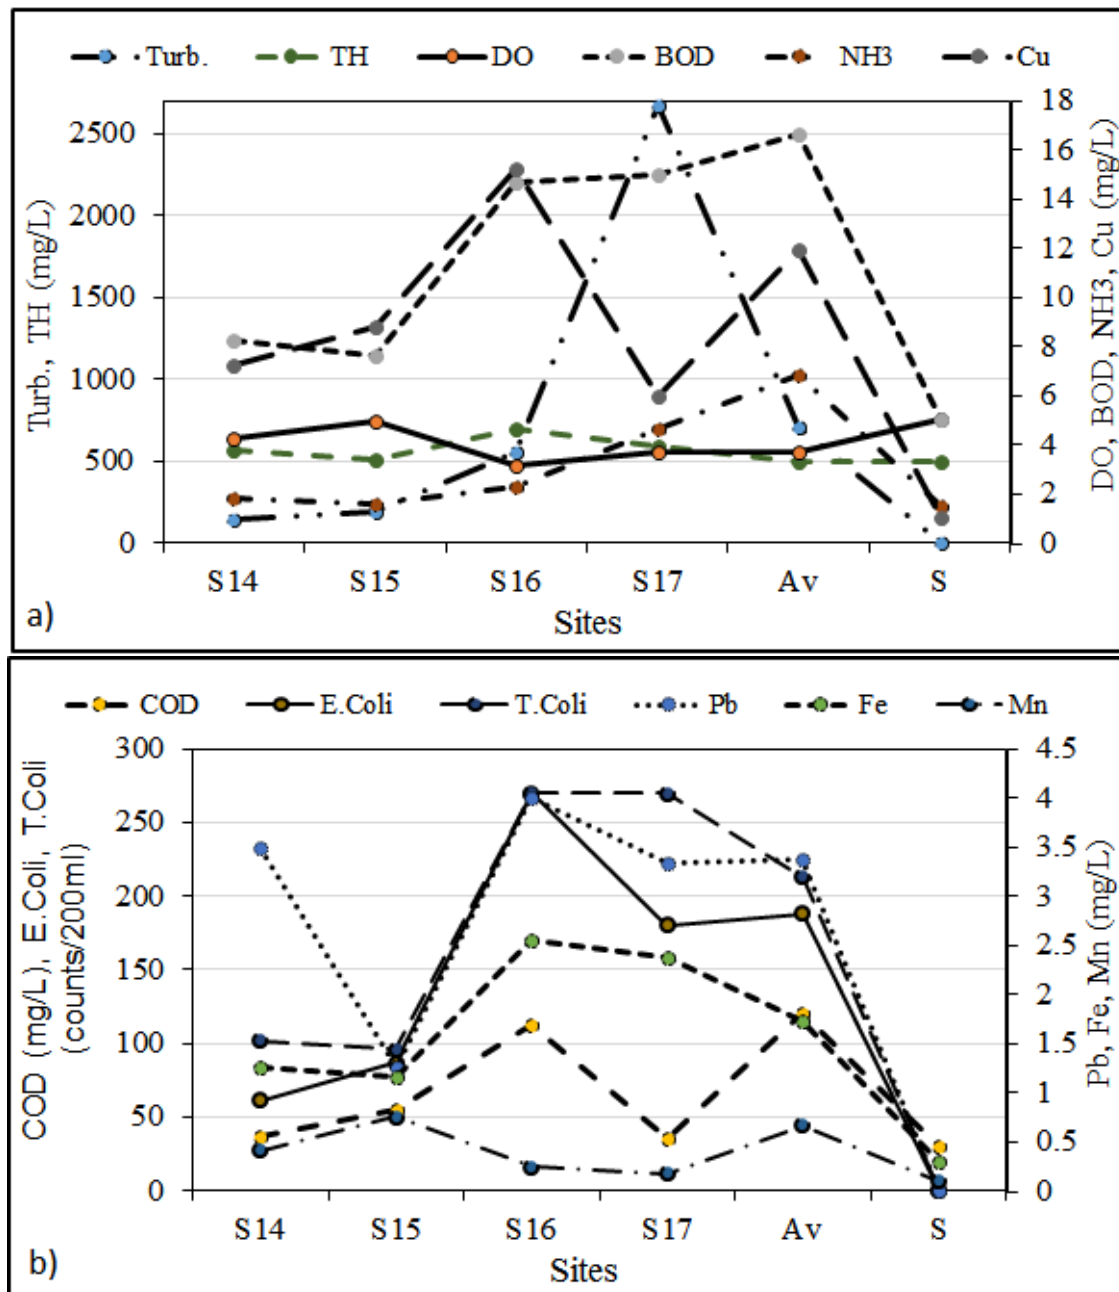 Turb. TH DO BOD NH3 Cu
Turb., TH (mg/L)
2500
2000
1500
1000
500
0
18
16
14
12
10
8
6
4
2
0
DO, BOD, NH3, Cu (mg/L)
S14 S15 S16 S17 Av S
Sites
a)
COD E.Coli T.Coli Pb Fe Mn
COD (mg/L), E.Coli, T.Coli
(counts/200ml)
300
250
200
150
100
50
0
4.5
4
3.5
3
2.5
2
1.5
1
0.5
0
Pb, Fe, Mn (mg/L)
S14 S15 S16 S17 Av S
Sites
b)